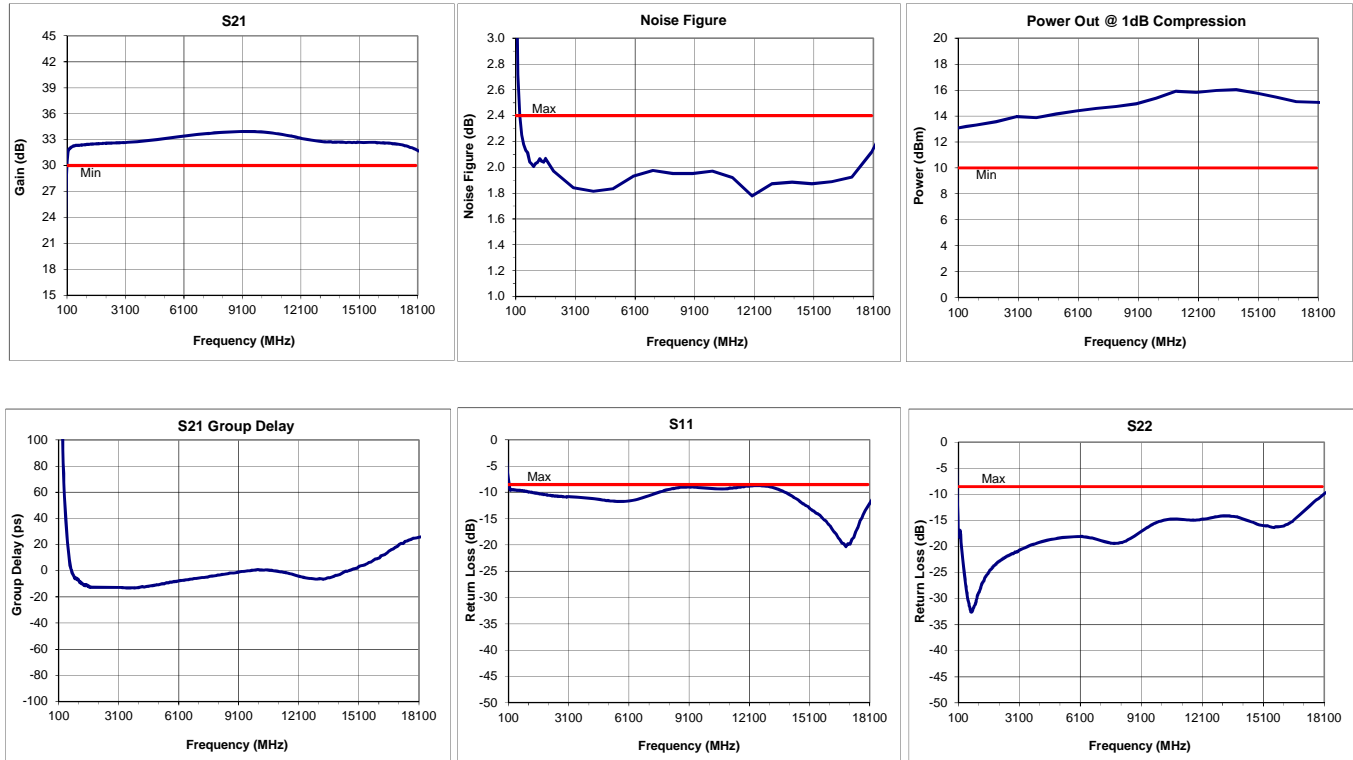 S21
45
42
39
36
33
30
27
24
21
18
15
Gain (dB)
Min
100 3100 6100 9100 12100 15100 18100
Frequency (MHz)
Noise Figure
3.0
2.8
2.6
2.4
2.2
2.0
1.8
1.6
1.4
1.2
1.0
Noise Figure (dB)
Max
100 3100 6100 9100 12100 15100 18100
Frequency (MHz)
Power Out @ 1dB Compression
20
18
16
14
12
10
8
6
4
2
0
Power (dBm)
Min
100 3100 6100 9100 12100 15100 18100
Frequency (MHz)
S21 Group Delay
100
80
60
40
20
0
-20
-40
-60
-80
-100
Group Delay (ps)
100 3100 6100 9100 12100 15100 18100
Frequency (MHz)
S11
0
-5
-10
-15
-20
-25
-30
-35
-40
-45
-50
Return Loss (dB)
Max
100 3100 6100 9100 12100 15100 18100
Frequency (MHz)
S22
0
-5
-10
-15
-20
-25
-30
-35
-40
-45
-50
Return Loss (dB)
Max
100 3100 6100 9100 12100 15100 18100
Frequency (MHz)